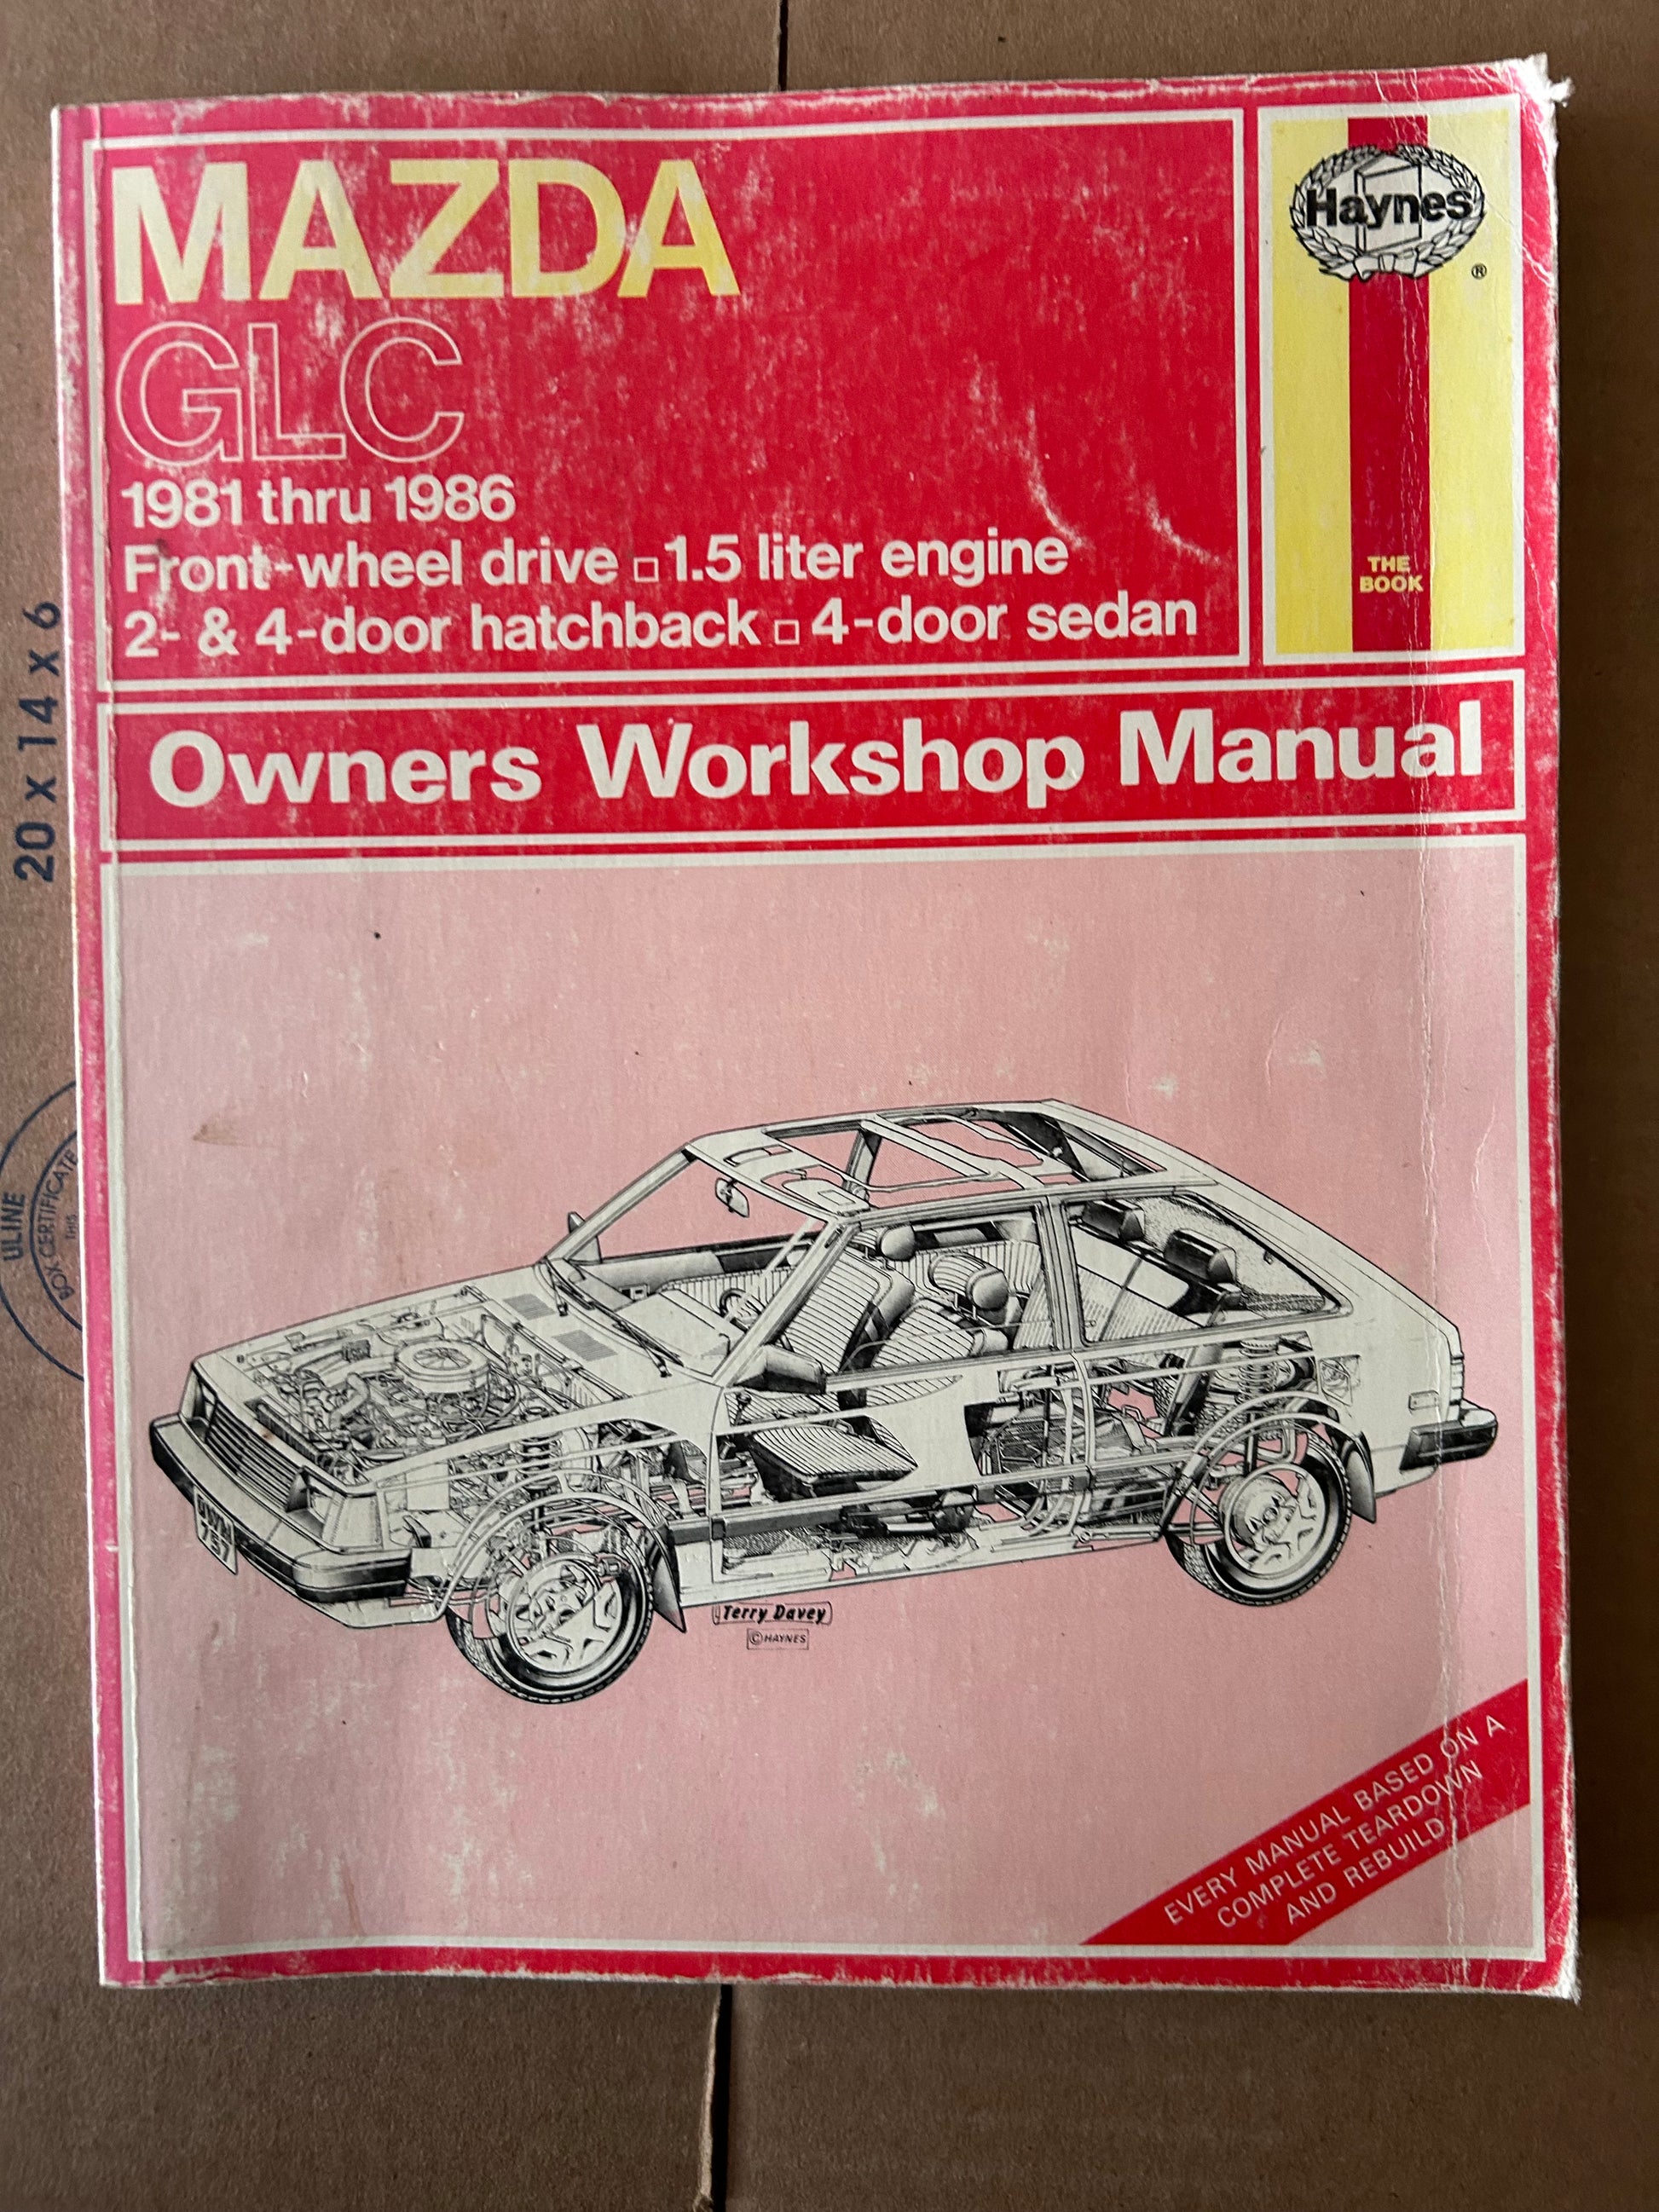 MAZDA
GLC
1981 thru 1986
Front-wheel drive □ 1.5 liter engine
2- & 4-door hatchback □ 4-door sedan
Haynes
®
THE
BOOK
Owners Workshop Manual
Terry Davey
© HAYNES
EVERY MANUAL BASED ON A
COMPLETE TEARDOWN
AND REBUILD
20 x 14 x 6
ULINE
BOX CERTIFICATE
THIS